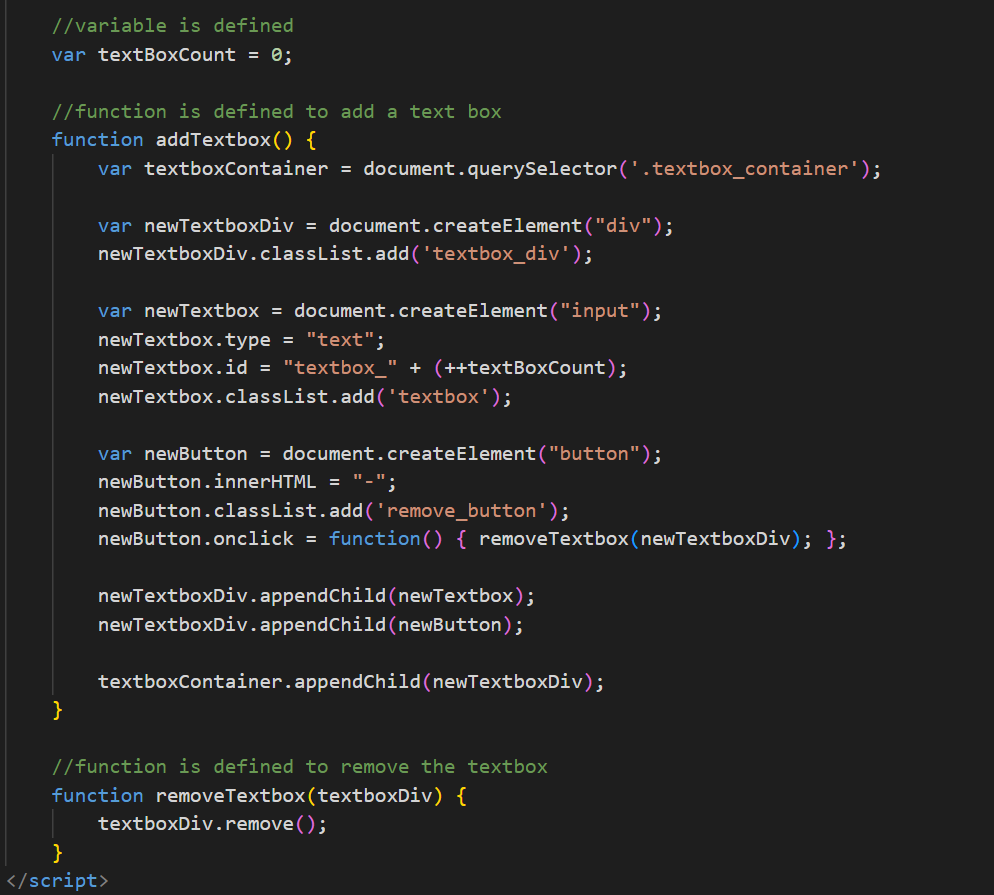 //variable is defined
var textBoxCount = 0;
//function is defined to add a text box
function addTextbox() {
var textboxContainer = document.querySelector('.textbox_container');
var newTextboxDiv = document.createElement("div");
newTextboxDiv.classList.add('textbox_div');
var newTextbox = document.createElement("input");
newTextbox.type = "text";
newTextbox.id = "textbox_" + (++textBoxCount);
newTextbox.classList.add('textbox');
var newButton = document.createElement("button");
newButton.innerHTML = "-";
newButton.classList.add('remove_button');
newButton.onclick = function() { removeTextbox(newTextboxDiv); };
newTextboxDiv.appendChild(newTextbox);
newTextboxDiv.appendChild(newButton);
textboxContainer.appendChild(newTextboxDiv);
}
//function is defined to remove the textbox
function removeTextbox(textboxDiv) {
textboxDiv.remove();
}
</script>